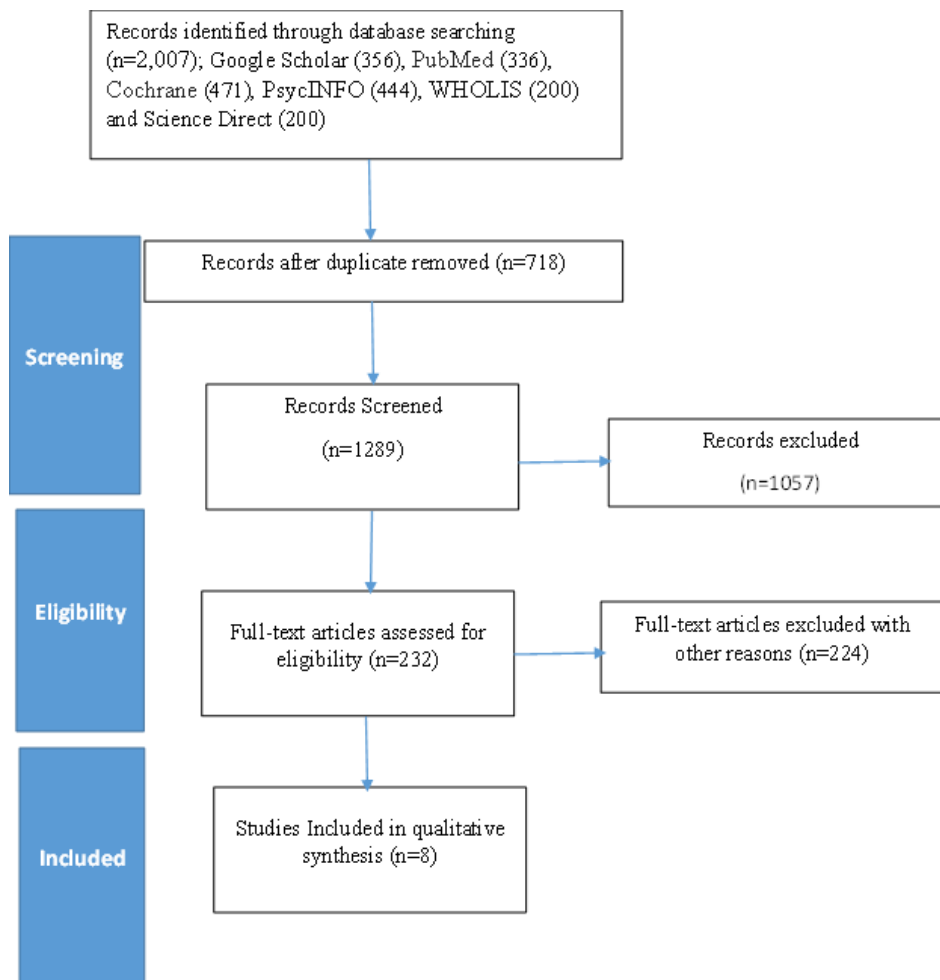 Records identified through database searching
(n=2,007); Google Scholar (356), PubMed (336),
Cochrane (471), PsycINFO (444), WHOLIS (200)
and Science Direct (200)
Records after duplicate removed (n=718)
Screening
Records Screened
(n=1289)
Records excluded
(n=1057)
Eligibility
Full-text articles assessed for
eligibility (n=232)
Full-text articles excluded with
other reasons (n=224)
Studies Included in qualitative
synthesis (n=8)
Included